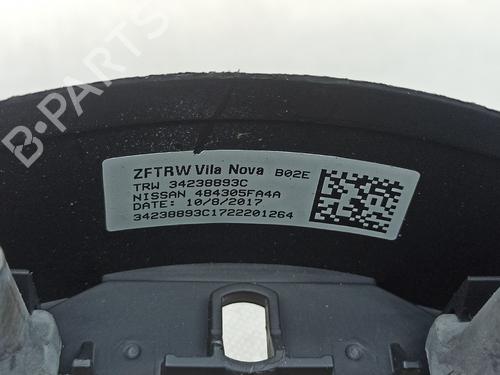 B-PARTS
ZFTRW Vila Nova B02E
TRW 34238893C
NISSAN 484305FA4A
DATE: 10/8/2017
34238893C1722201264